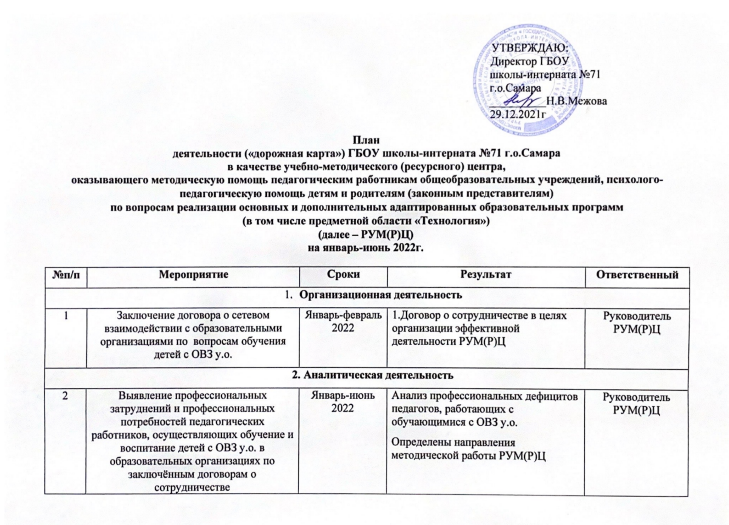 УТВЕРЖДАЮ:
Директор ГБОУ
школы-интерната №71
г.о.Самара
Н.В.Межова
29.12.2021г
План
деятельности («дорожная карта») ГБОУ школы-интерната №71 г.о.Самара
в качестве учебно-методического (ресурсного) центра,
оказывающего методическую помощь педагогическим работникам общеобразовательных учреждений, психолого-
педагогическую помощь детям и родителям (законным представителям)
по вопросам реализации основных и дополнительных адаптированных образовательных программ
(в том числе предметной области «Технология»)
(далее – РУМ(Р)Ц)
на январь-июнь 2022г.
№п/п Мероприятие Сроки Результат Ответственный
1. Организационная деятельность
1 Заключение договора о сетевом Январь-февраль 1.Договор о сотрудничестве в целях Руководитель
взаимодействии с образовательными 2022 организации эффективной РУМ(Р)Ц
организациями по вопросам обучения деятельности РУМ(Р)Ц
детей с ОВЗ у.о.
2. Аналитическая деятельность
2 Выявление профессиональных Январь-июнь Анализ профессиональных дефицитов Руководитель
затруднений и профессиональных 2022 педагогов, работающих с РУМ(Р)Ц
потребностей педагогических обучающимися с ОВЗ у.о.
работников, осуществляющих обучение и
воспитание детей с ОВЗ у.о. в Определены направления
образовательных организациях по методической работы РУМ(Р)Ц
заключённым договорам о
сотрудничестве